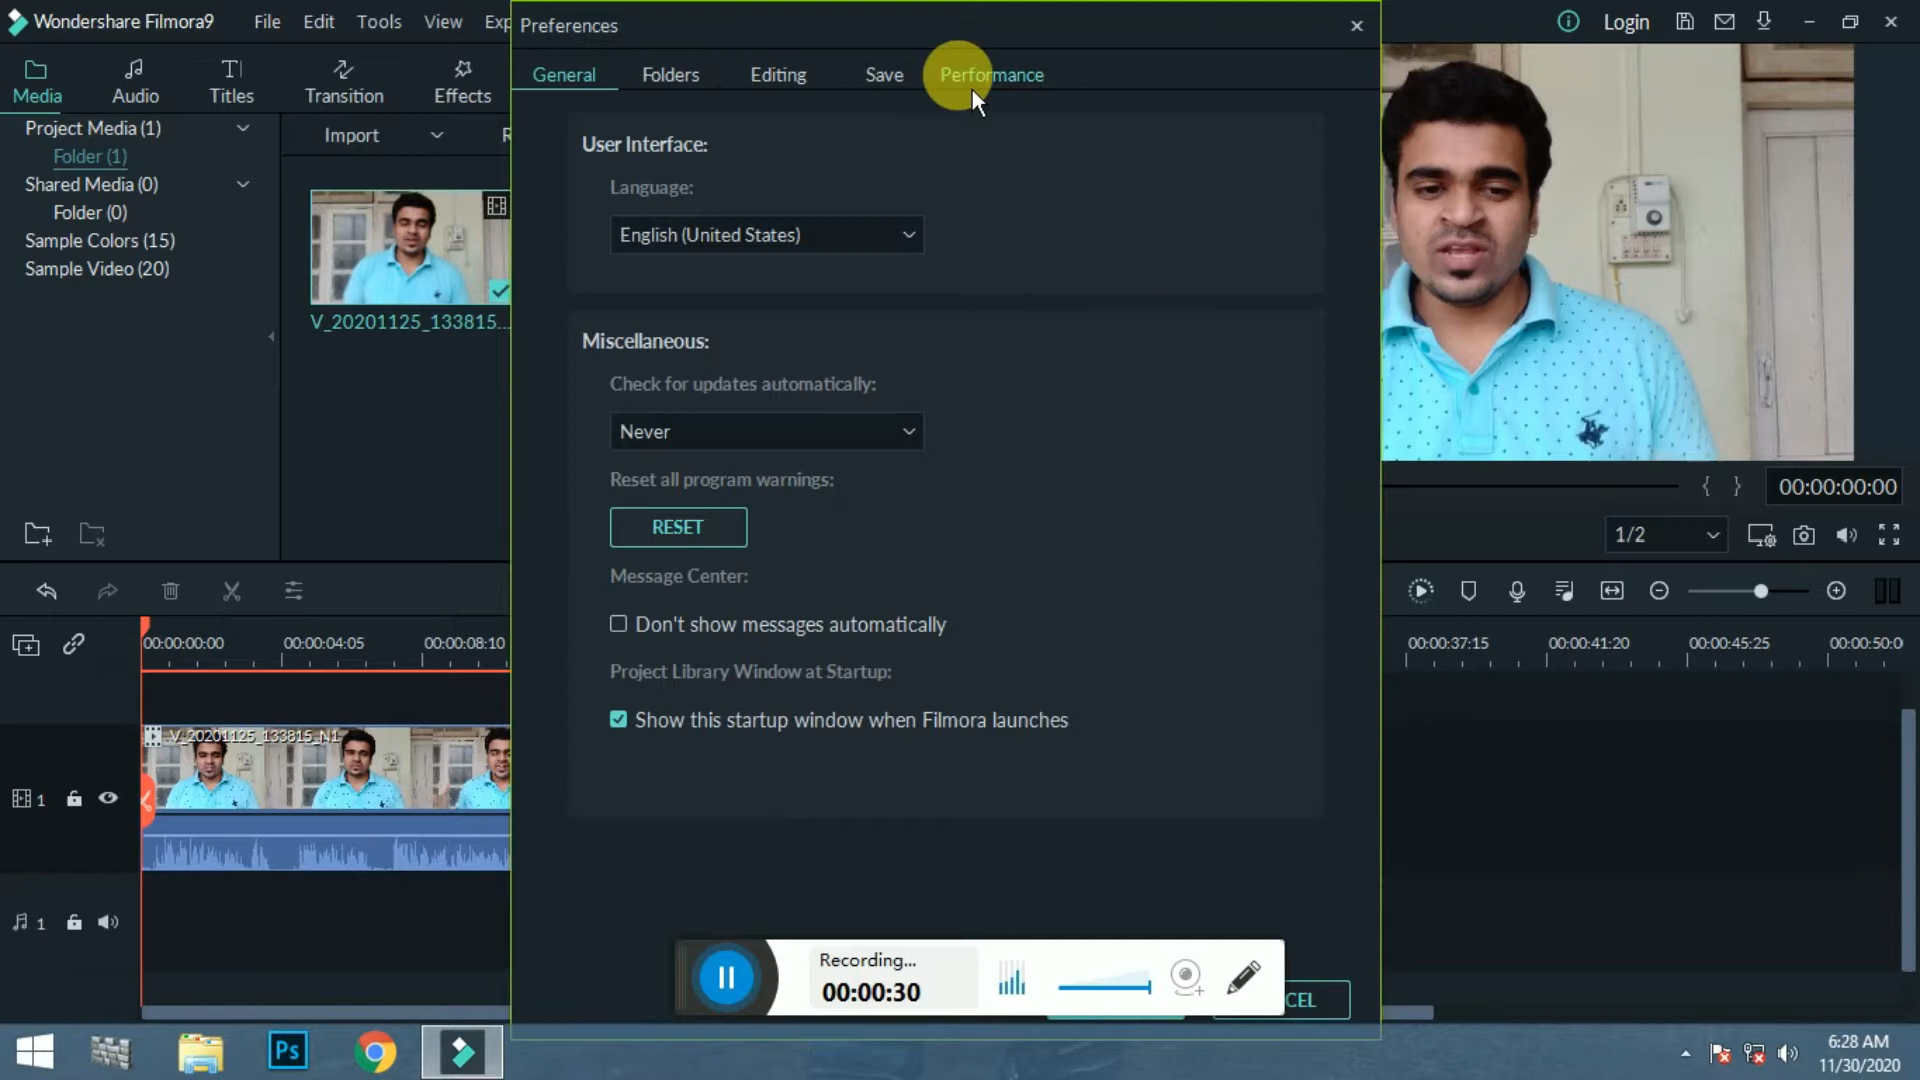 Wondershare Filmora9
File Edit Tools View Exp
Login
Media
Audio
Titles
Transition
Effects
Project Media (1)
Folder (1)
Shared Media (0)
Folder (0)
Sample Colors (15)
Sample Video (20)
Import
R
V_20201125_133815...
Preferences
General Folders Editing Save Performance
User Interface:
Language:
English (United States)
Miscellaneous:
Check for updates automatically:
Never
Reset all program warnings:
RESET
Message Center:
Don't show messages automatically
Project Library Window at Startup:
Show this startup window when Filmora launches
CEL
Recording...
00:00:30
{ }
00:00:00:00
1/2
00:00:00:00 00:00:04:05 00:00:08:10
00:00:37:15 00:00:41:20 00:00:45:25 00:00:50:0
V_20201125_133815_N1
1
1
Ps
6:28 AM
11/30/2020